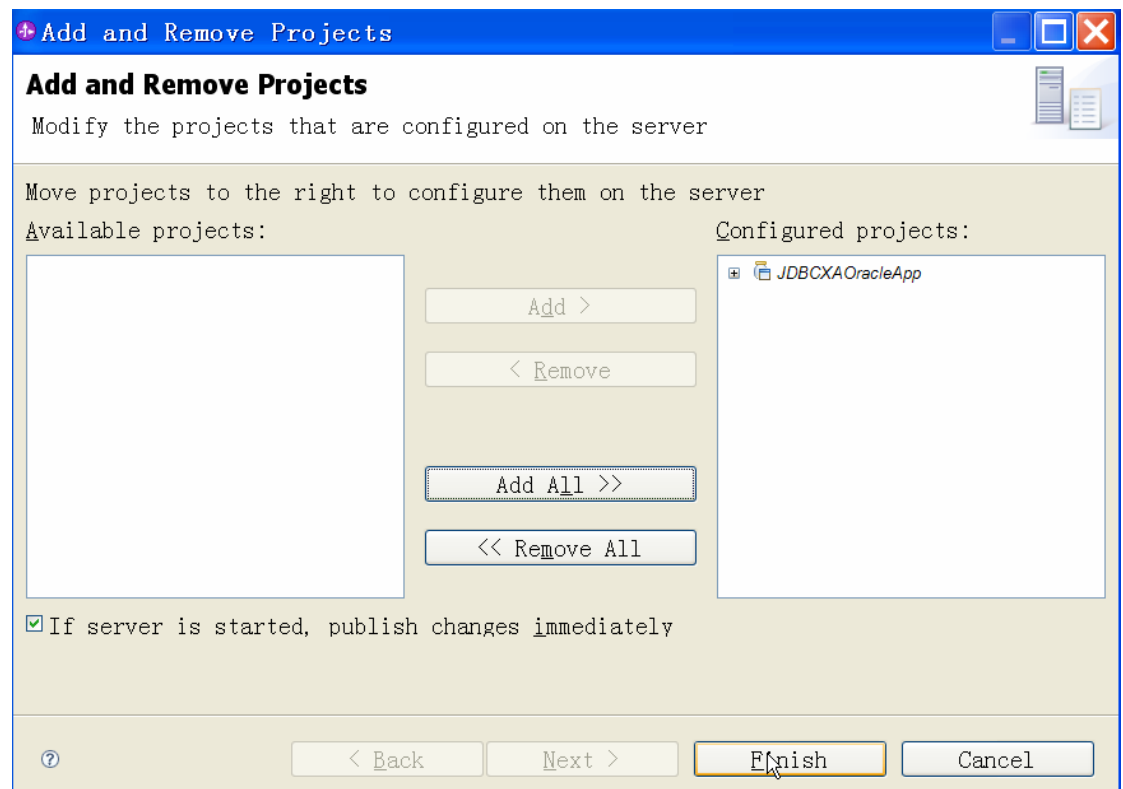 Add and Remove Projects
Add and Remove Projects
Modify the projects that are configured on the server
Move projects to the right to configure them on the server
Available projects:
Configured projects:
JDBCXAOracleApp
Add >
< Remove
Add All >>
<< Remove All
If server is started, publish changes immediately
< Back
Next >
Finish
Cancel